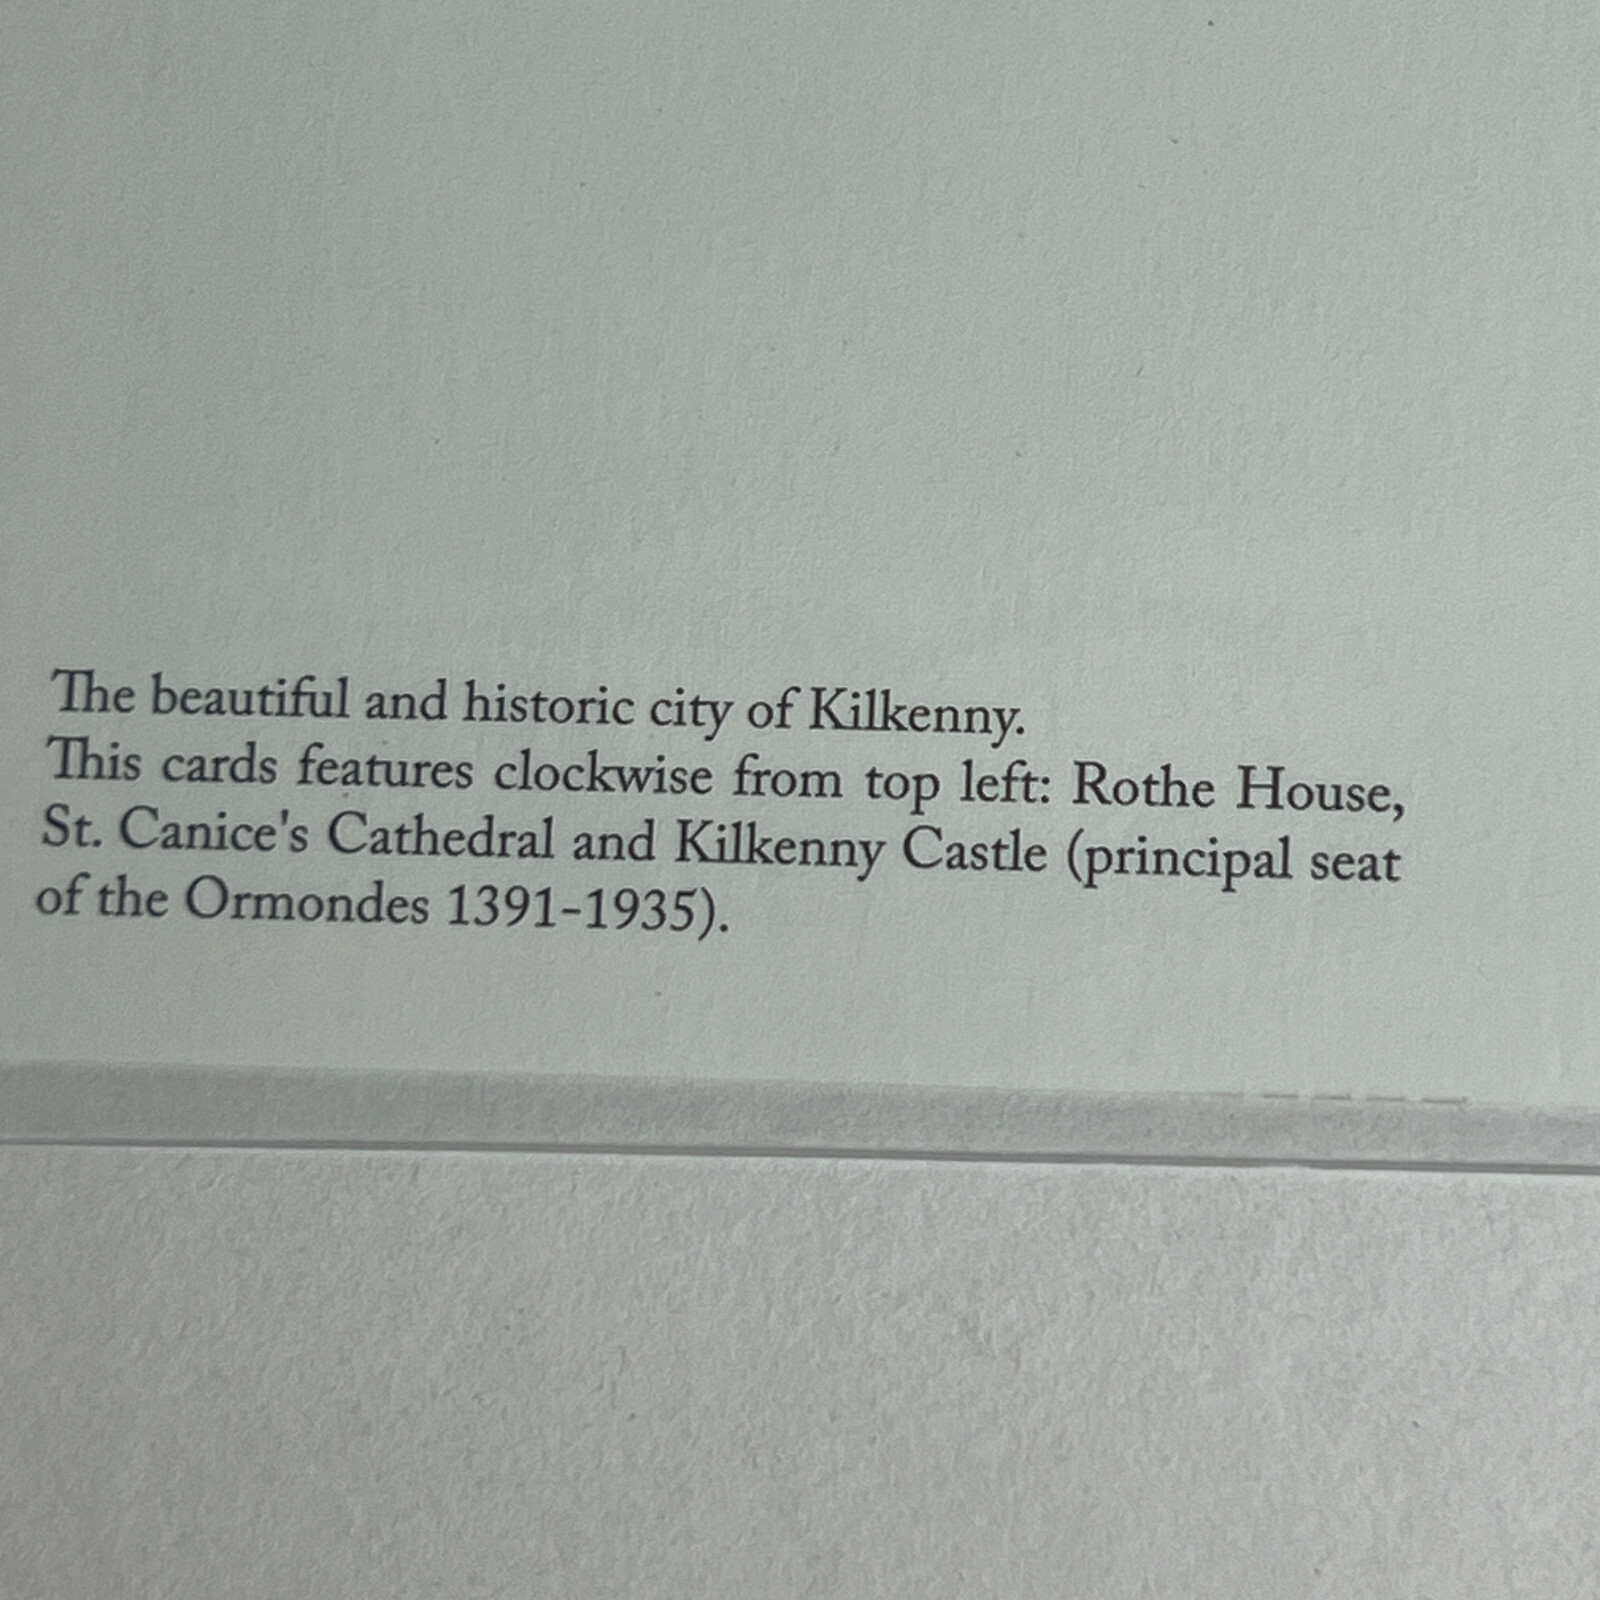 The beautiful and historic city of Kilkenny.
This cards features clockwise from top left: Rothe House,
St. Canice's Cathedral and Kilkenny Castle (principal seat
of the Ormondes 1391-1935).